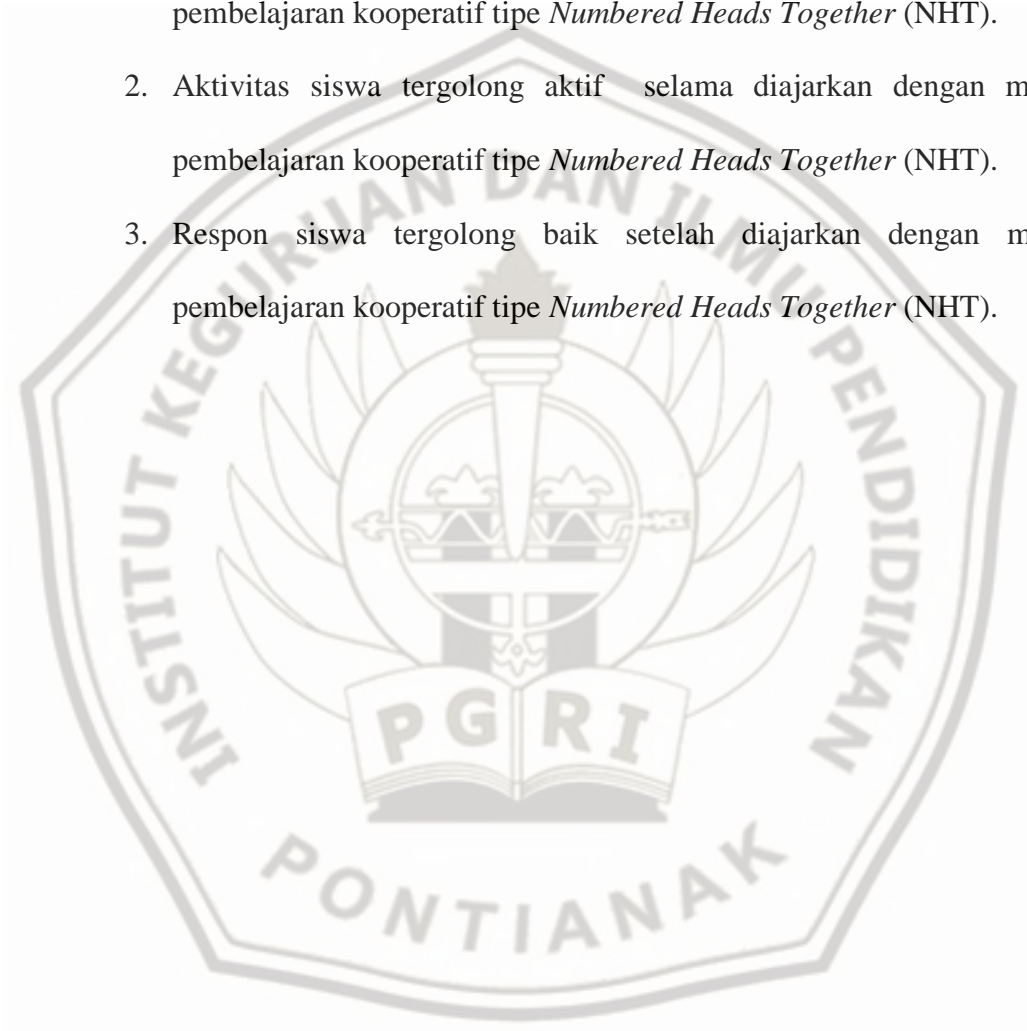 pembelajaran kooperatif tipe Numbered Heads Together (NHT).
2. Aktivitas siswa tergolong aktif selama diajarkan dengan m
pembelajaran kooperatif tipe Numbered Heads Together (NHT).
3. Respon siswa tergolong baik setelah diajarkan dengan m
pembelajaran kooperatif tipe Numbered Heads Together (NHT).
INSTITUT KEGURUAN DAN ILMU PENDIDIKAN
PGRI
PONTIANAK